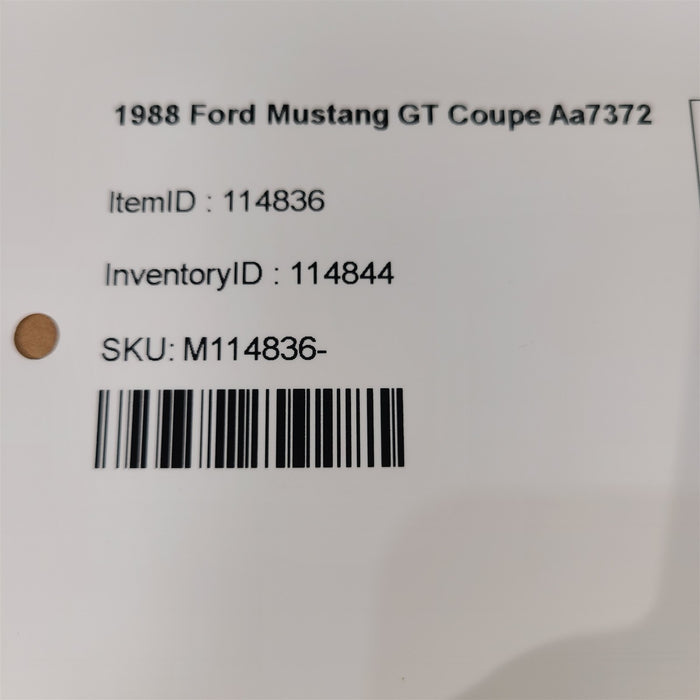 1988 Ford Mustang GT Coupe Aa7372
ItemID : 114836
InventoryID : 114844
SKU: M114836-